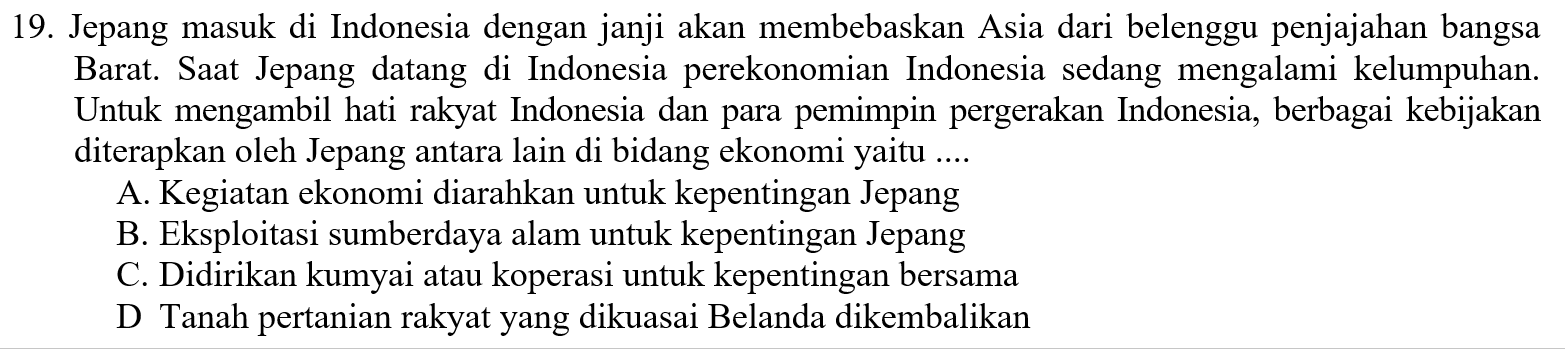 19. Jepang masuk di Indonesia dengan janji akan membebaskan Asia dari belenggu penjajahan bangsa
Barat. Saat Jepang datang di Indonesia perekonomian Indonesia sedang mengalami kelumpuhan.
Untuk mengambil hati rakyat Indonesia dan para pemimpin pergerakan Indonesia, berbagai kebijakan
diterapkan oleh Jepang antara lain di bidang ekonomi yaitu ....
A. Kegiatan ekonomi diarahkan untuk kepentingan Jepang
B. Eksploitasi sumberdaya alam untuk kepentingan Jepang
C. Didirikan kumyai atau koperasi untuk kepentingan bersama
D Tanah pertanian rakyat yang dikuasai Belanda dikembalikan